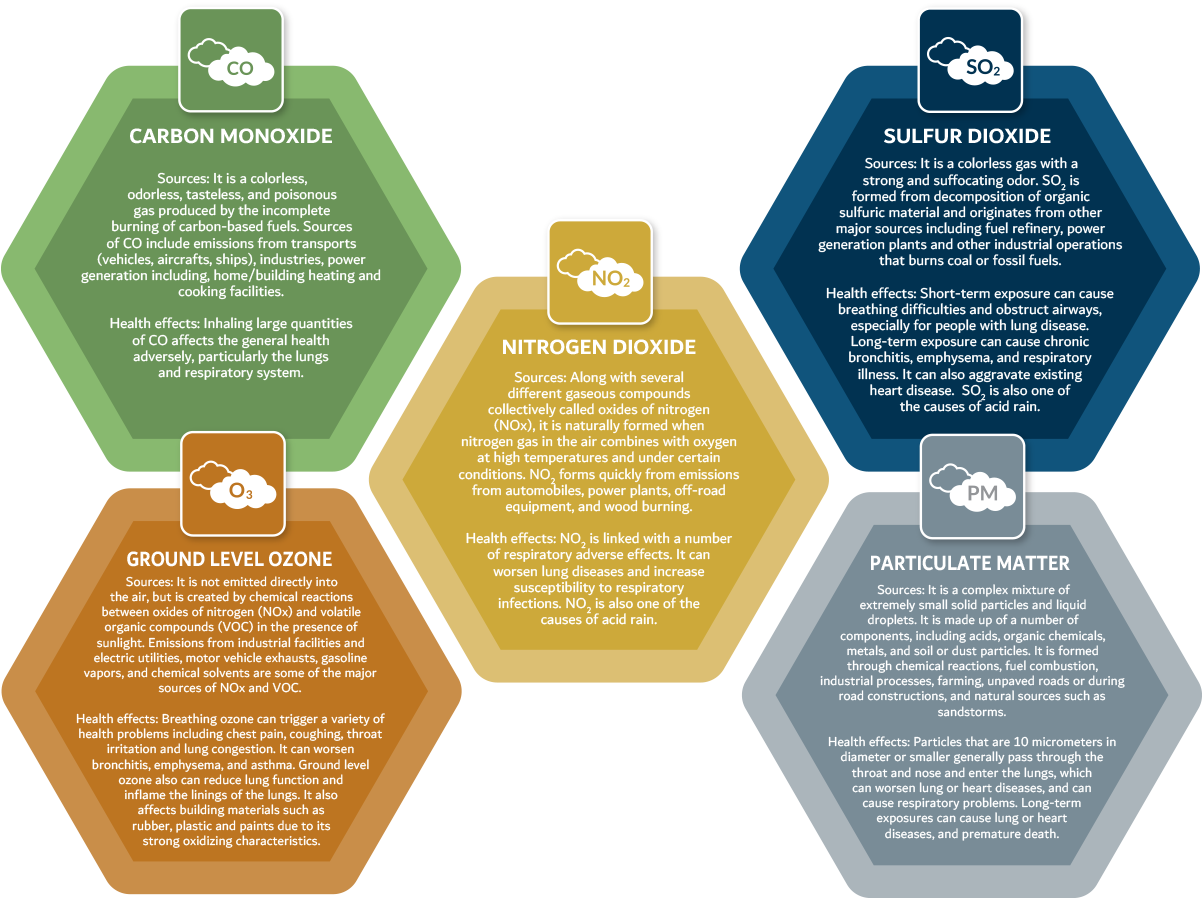 CO
CARBON MONOXIDE
Sources: It is a colorless,
odorless, tasteless, and poisonous
gas produced by the incomplete
burning of carbon-based fuels. Sources
of CO include emissions from transports
(vehicles, aircrafts, ships), industries, power
generation including, home/building heating and
cooking facilities.
Health effects: Inhaling large quantities
of CO affects the general health
adversely, particularly the lungs
and respiratory system.
SO2
SULFUR DIOXIDE
Sources: It is a colorless gas with a
strong and suffocating odor. SO2 is
formed from decomposition of organic
sulfuric material and originates from other
major sources including fuel refinery, power
generation plants and other industrial operations
that burns coal or fossil fuels.
Health effects: Short-term exposure can cause
breathing difficulties and obstruct airways,
especially for people with lung disease.
Long-term exposure can cause chronic
bronchitis, emphysema, and respiratory
illness. It can also aggravate existing
heart disease. SO2 is also one of
the causes of acid rain.
NO2
NITROGEN DIOXIDE
Sources: Along with several
different gaseous compounds
collectively called oxides of nitrogen
(NOx), it is naturally formed when
nitrogen gas in the air combines with oxygen
at high temperatures and under certain
conditions. NO2 forms quickly from emissions
from automobiles, power plants, off-road
equipment, and wood burning.
Health effects: NO2 is linked with a number
of respiratory adverse effects. It can
worsen lung diseases and increase
susceptibility to respiratory
infections. NO2 is also one of the
causes of acid rain.
O3
GROUND LEVEL OZONE
Sources: It is not emitted directly into
the air, but is created by chemical reactions
between oxides of nitrogen (NOx) and volatile
organic compounds (VOC) in the presence of
sunlight. Emissions from industrial facilities and
electric utilities, motor vehicle exhausts, gasoline
vapors, and chemical solvents are some of the major
sources of NOx and VOC.
Health effects: Breathing ozone can trigger a variety of
health problems including chest pain, coughing, throat
irritation and lung congestion. It can worsen
bronchitis, emphysema, and asthma. Ground level
ozone also can reduce lung function and
inflame the linings of the lungs. It also
affects building materials such as
rubber, plastic and paints due to its
strong oxidizing characteristics.
PM
PARTICULATE MATTER
Sources: It is a complex mixture of
extremely small solid particles and liquid
droplets. It is made up of a number of
components, including acids, organic chemicals,
metals, and soil or dust particles. It is formed
through chemical reactions, fuel combustion,
industrial processes, farming, unpaved roads or during
road constructions, and natural sources such as
sandstorms.
Health effects: Particles that are 10 micrometers in
diameter or smaller generally pass through the
throat and nose and enter the lungs, which
can worsen lung or heart diseases, and can
cause respiratory problems. Long-term
exposures can cause lung or heart
diseases, and premature death.